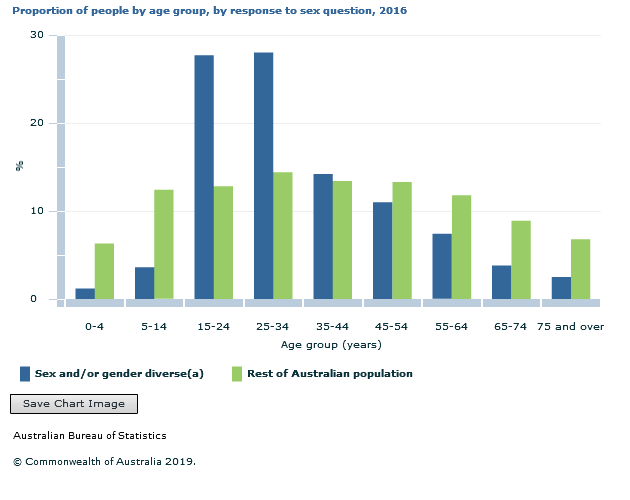 Proportion of people by age group, by response to sex question, 2016
30
20
%
10
0
0-4 5-14 15-24 25-34 35-44 45-54 55-64 65-74 75 and over
Age group (years)
Sex and/or gender diverse(a) Rest of Australian population
Save Chart Image
Australian Bureau of Statistics
© Commonwealth of Australia 2019.